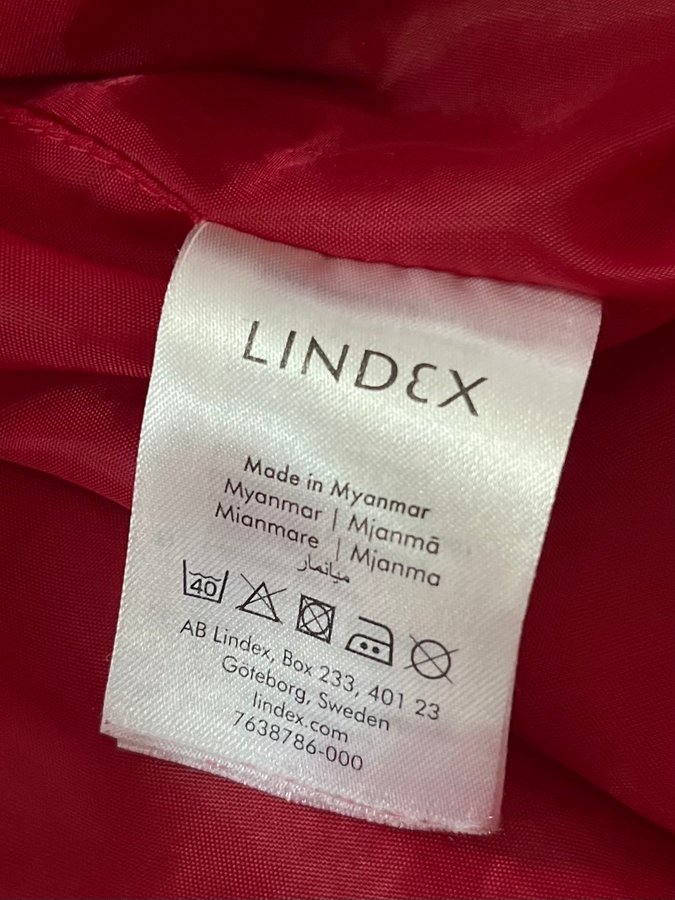 LINDEX
Made in Myanmar
Myanmar | Mjanmā
Mianmare | Mjanma
ميانمار
40
AB Lindex, Box 233, 401 23
Göteborg, Sweden
lindex.com
7638786-000